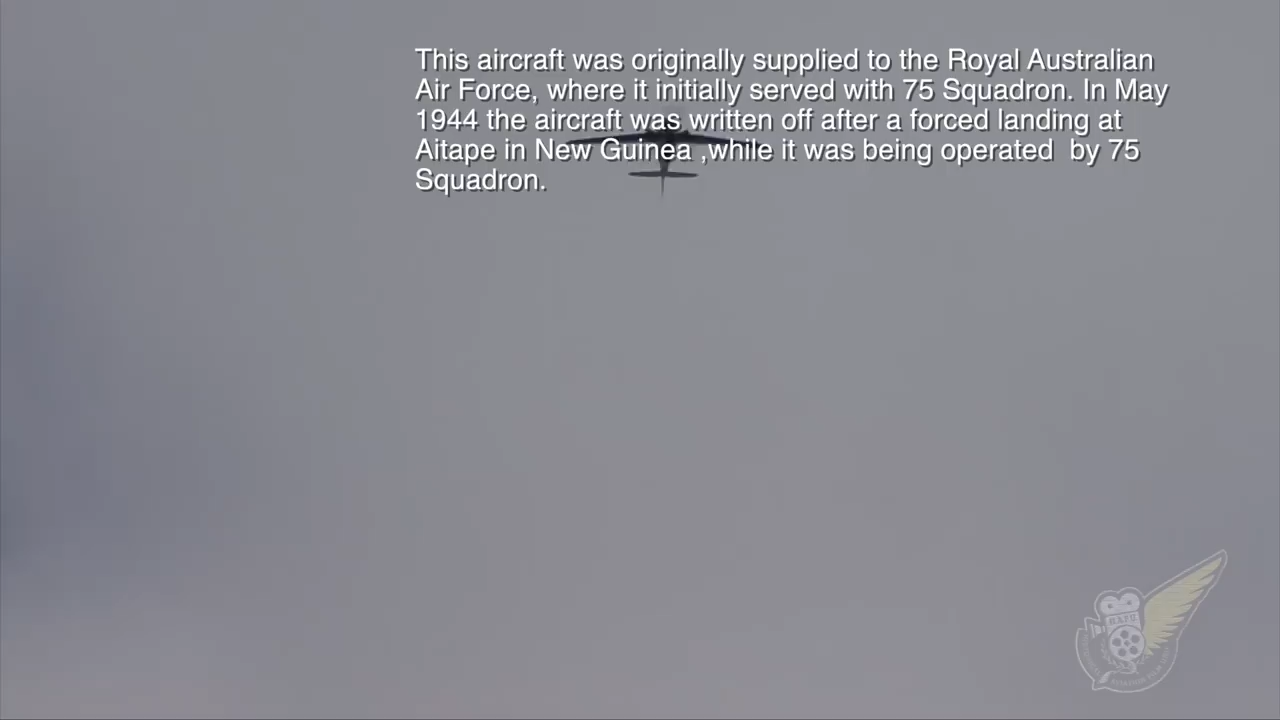 This aircraft was originally supplied to the Royal Australian
Air Force, where it initially served with 75 Squadron. In May
1944 the aircraft was written off after a forced landing at
Aitape in New Guinea ,while it was being operated  by 75
Squadron.